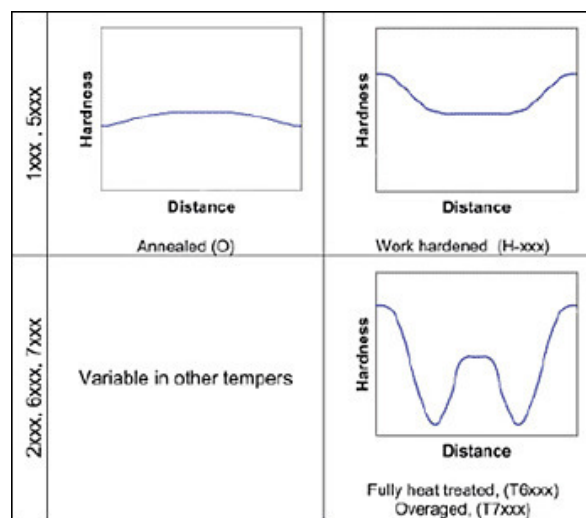 1xxx , 5xxx
Hardness
Distance
Annealed (O)
Hardness
Distance
Work hardened (H-xxx)
2xxx, 6xxx, 7xxx
Variable in other tempers
Hardness
Distance
Fully heat treated, (T6xxx)
Overaged, (T7xxx)